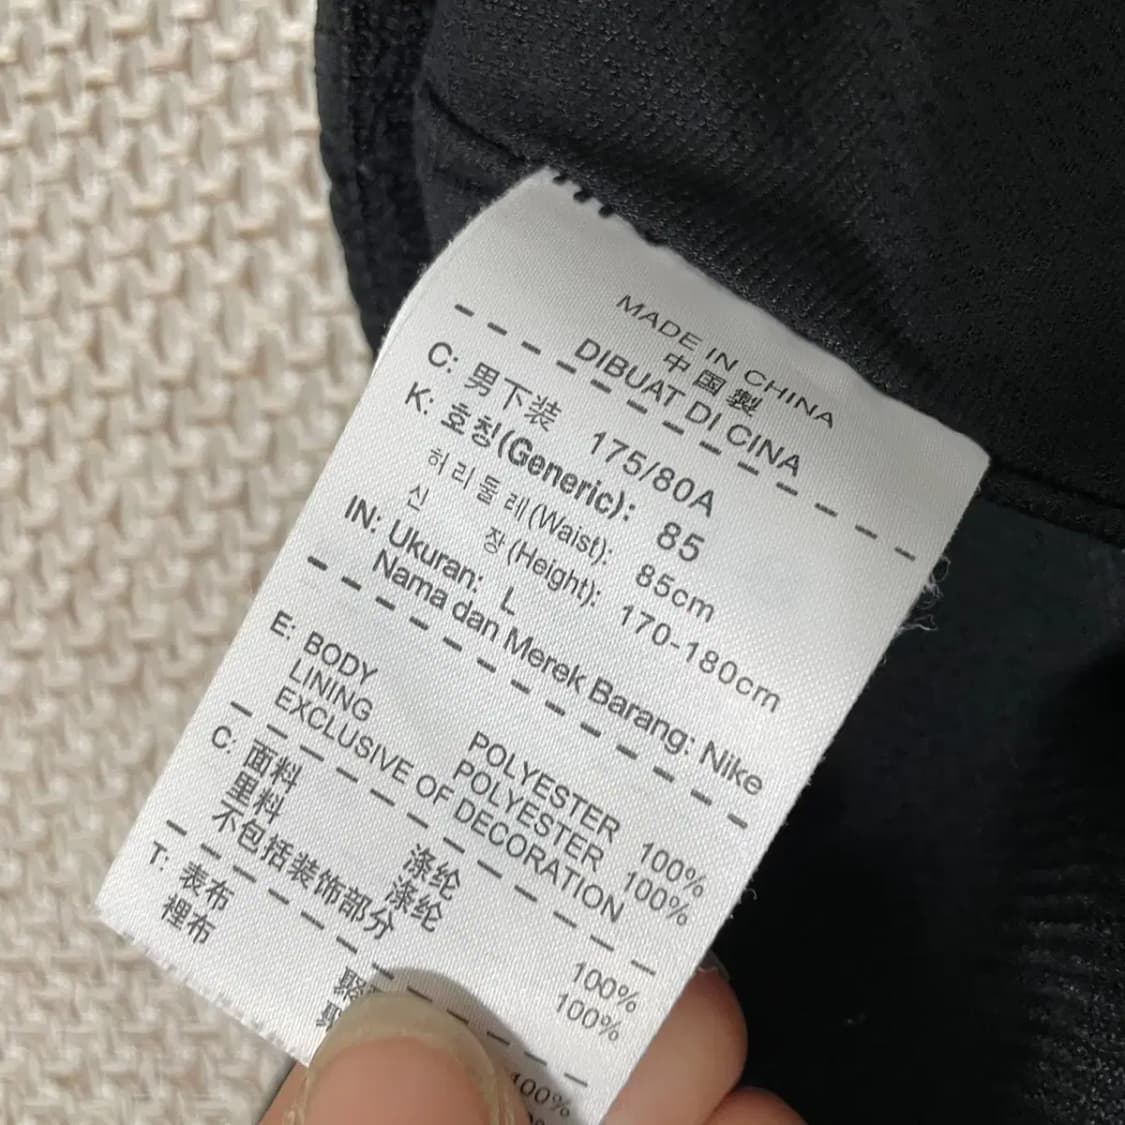 MADE IN CHINA
中国製
DIBUAT DI CINA
C: 男下装 175/80A
K: 호칭(Generic): 85
허리둘레(Waist): 85cm
신 장(Height): 170-180cm
IN: Ukuran: L
Nama dan Merek Barang: Nike
E: BODY POLYESTER 100%
LINING POLYESTER 100%
EXCLUSIVE OF DECORATION
C: 面料 涤纶 100%
里料 涤纶 100%
不包括装饰部分
T: 表布 聚 100%
裡布